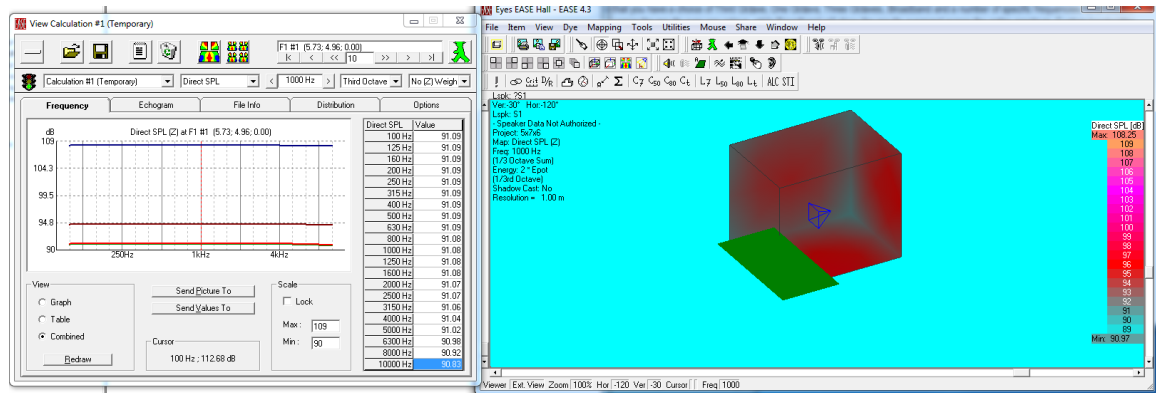 View Calculation #1 (Temporary)
F1 #1 (5.73; 4.96; 0.00)
K < << 10 >> > >|
Calculation #1 (Temporary) Direct SPL < 1000 Hz > Third Octave No (Z) Weigh
Frequency Echogram File Info Distribution Options
dB Direct SPL (Z) at F1 #1 (5.73; 4.96; 0.00)
109
104.3
99.5
94.8
90
250Hz 1kHz 4kHz
Direct SPL Value
100 Hz 91.09
125 Hz 91.09
160 Hz 91.09
200 Hz 91.09
250 Hz 91.09
315 Hz 91.09
400 Hz 91.09
500 Hz 91.09
630 Hz 91.09
800 Hz 91.08
1000 Hz 91.08
1250 Hz 91.08
1600 Hz 91.08
2000 Hz 91.07
2500 Hz 91.07
3150 Hz 91.06
4000 Hz 91.04
5000 Hz 91.02
6300 Hz 90.98
8000 Hz 90.92
10000 Hz 90.83
View
Graph
Table
Combined
Redraw
Send Picture To
Send Values To
Cursor
100 Hz ; 112.68 dB
Scale
Lock
Max : 109
Min : 90
Eyes EASE Hall - EASE 4.3
File Item View Dye Mapping Tools Utilities Mouse Share Window Help
! Crit D/R Σ C7 C50 C80 Ct L7 L50 L80 Lt ALC STI
Lspk: ?S1
Ver:-30° Hor:-120°
Lspk: S1
- Speaker Data Not Authorized -
Project: 5x7x6
Map: Direct SPL (Z)
Freq: 1000 Hz
(1/3 Octave Sum)
Energy: 2 * Epot
(1/3rd Octave)
Shadow Cast: No
Resolution = 1.00 m
Direct SPL [dB]
Max: 108.25
109
108
107
106
105
104
103
102
101
100
99
98
97
96
95
94
93
92
91
90
89
Min: 90.97
Viewer Ext. View Zoom 100% Hor -120 Ver -30 Cursor Freq 1000